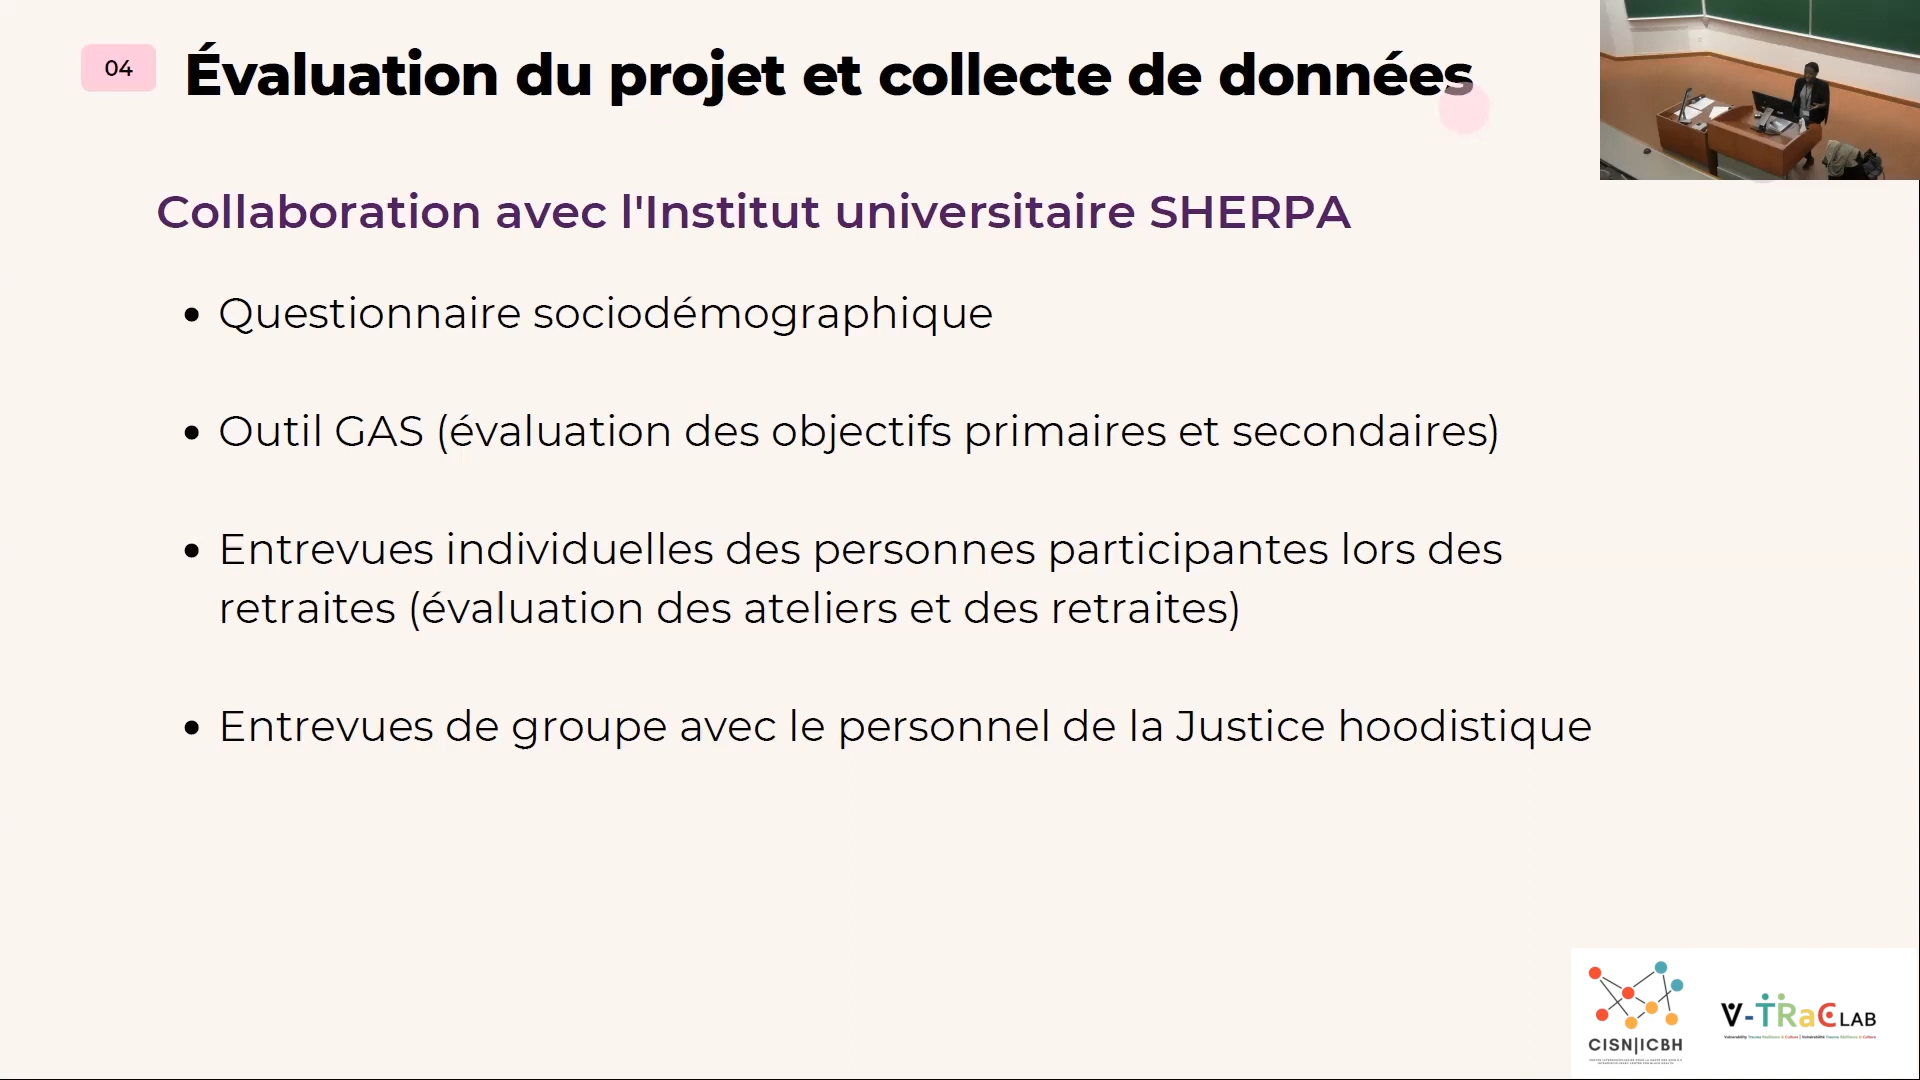 04
Évaluation du projet et collecte de données
Collaboration avec l'Institut universitaire SHERPA
• Questionnaire sociodémographique
• Outil GAS (évaluation des objectifs primaires et secondaires)
• Entrevues individuelles des personnes participantes lors des
retraites (évaluation des ateliers et des retraites)
• Entrevues de groupe avec le personnel de la Justice hoodistique
CISN|ICBH
V-TRaC LAB